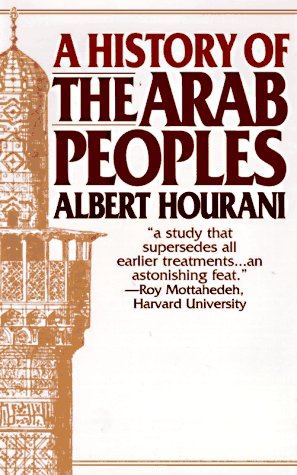 A HISTORY OF
THE ARAB
PEOPLES
ALBERT HOURANI
“a study that
supersedes all
earlier treatments...an
astonishing feat.”
—Roy Mottahedeh,
Harvard University